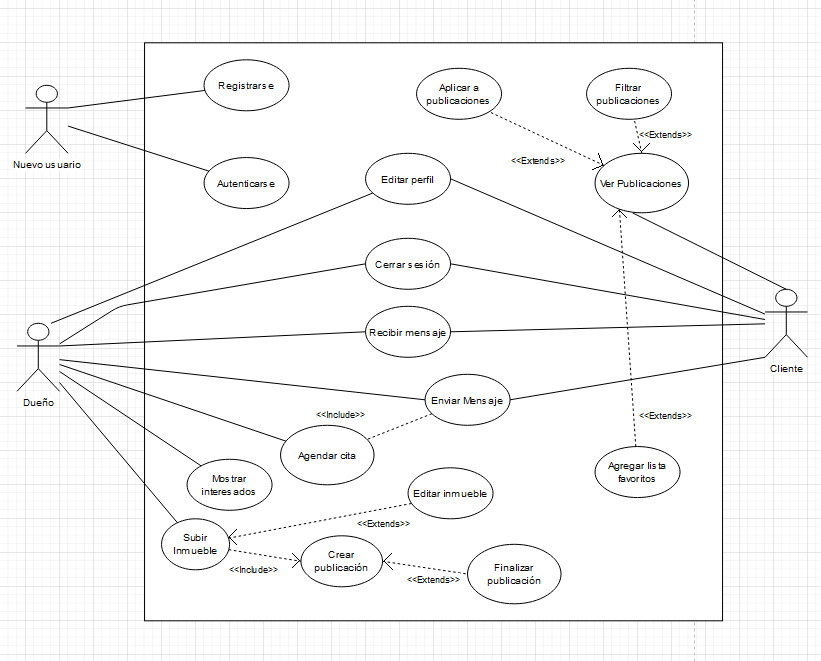 Registrarse
Aplicar a
publicaciones
Filtrar
publicaciones
<<Extends>>
<<Extends>>
Nuevo usuario
Autenticarse
Editar perfil
Ver Publicaciones
Cerrar sesión
Recibir mensaje
Cliente
Dueño
Enviar Mensaje
<<Include>>
<<Extends>>
Agendar cita
Agregar lista
favoritos
Mostrar
interesados
Editar inmueble
<<Extends>>
Subir
Inmueble
Crear
publicación
<<Include>>
<<Extends>>
Finalizar
publicación